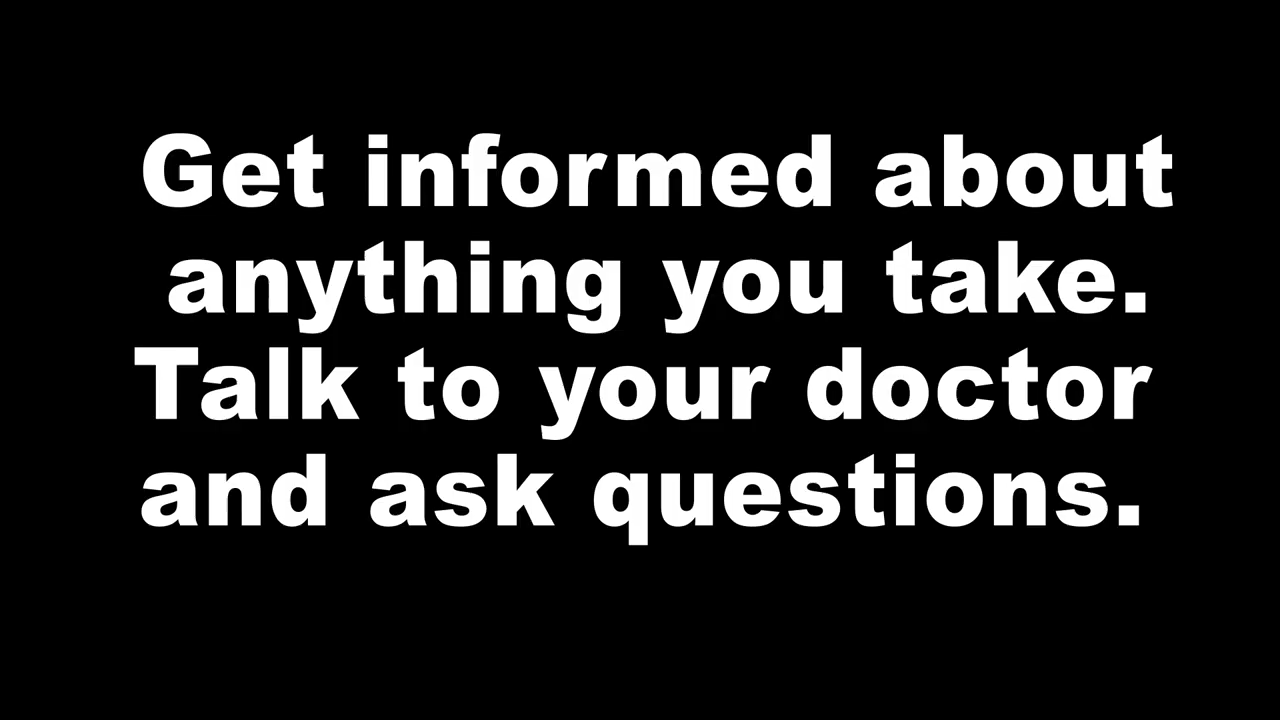 Get informed about
anything you take.
Talk to your doctor
and ask questions.